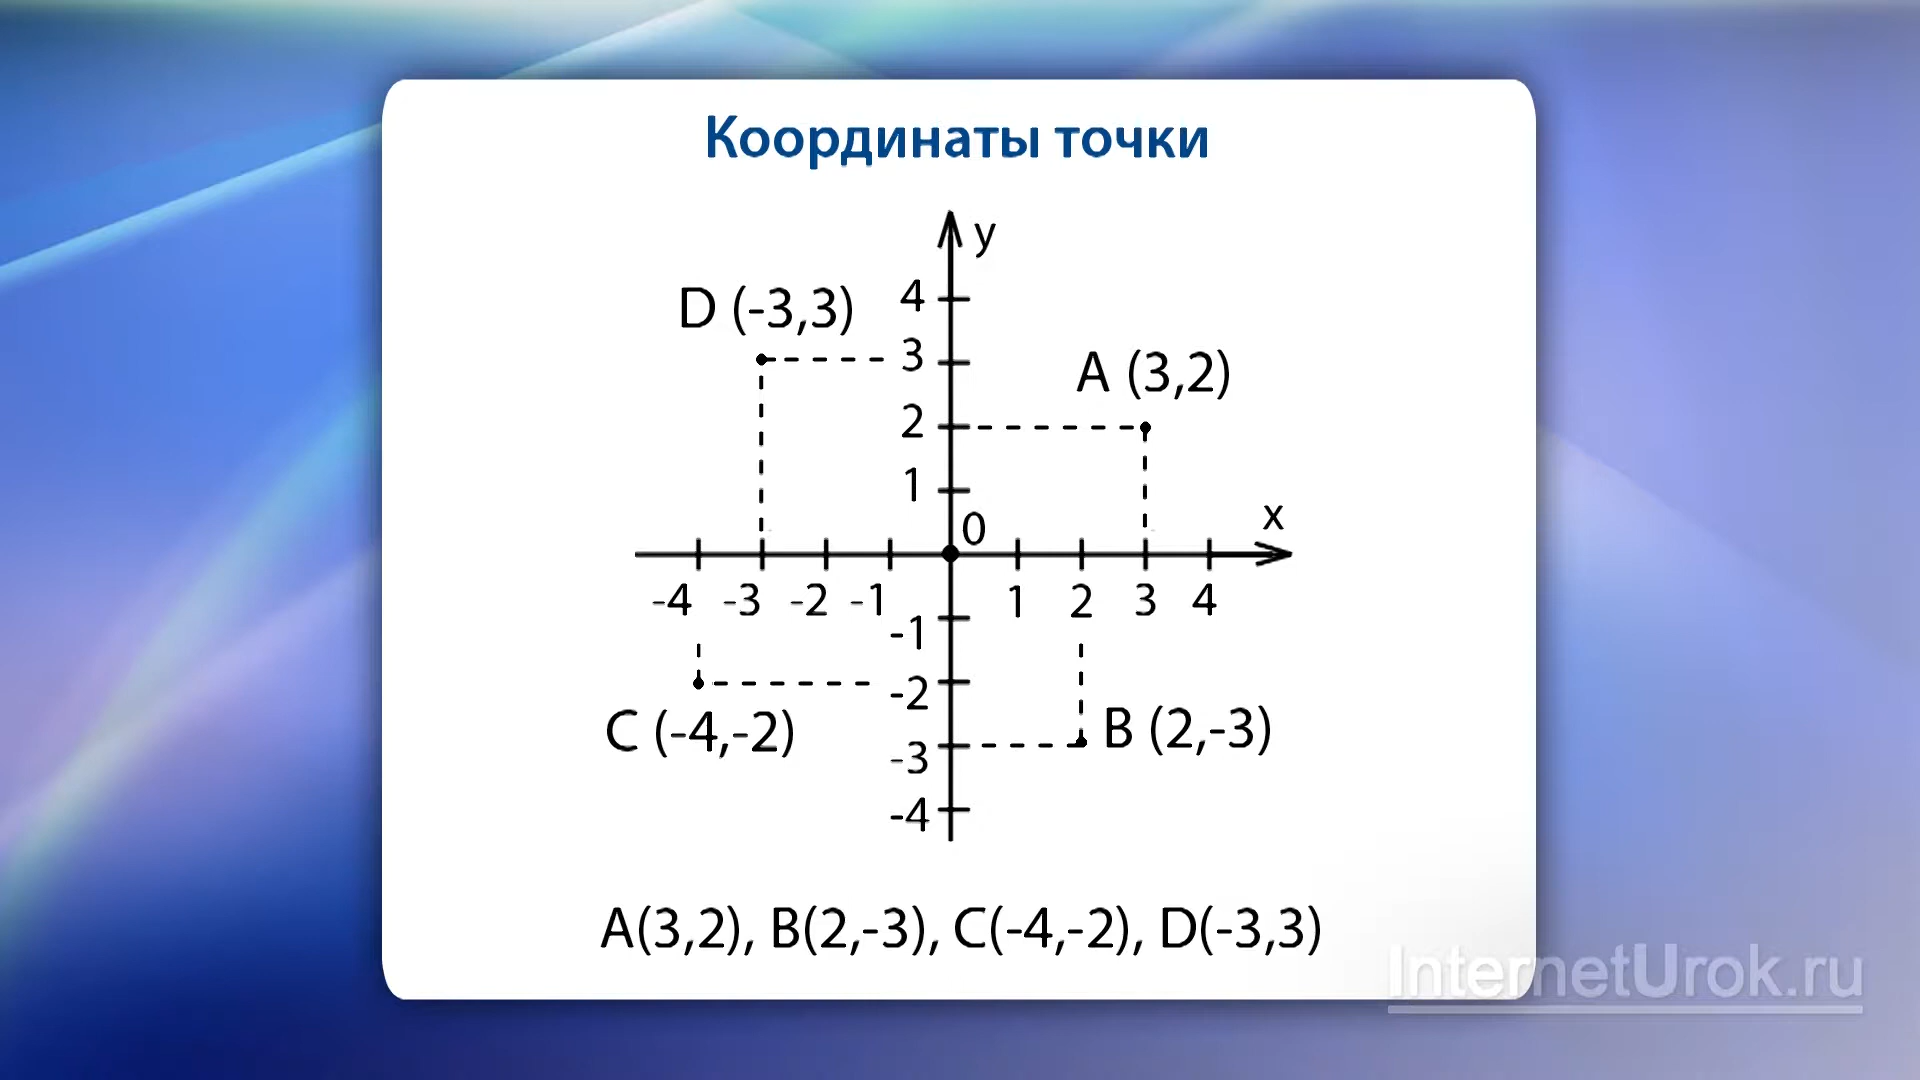 Координаты точки
y
D (-3,3)
4
3
A (3,2)
2
1
0
x
-4 -3 -2 -1 1 2 3 4
-1
-2
C (-4,-2)
B (2,-3)
-3
-4
A(3,2), B(2,-3), C(-4,-2), D(-3,3)
InternetUrok.ru